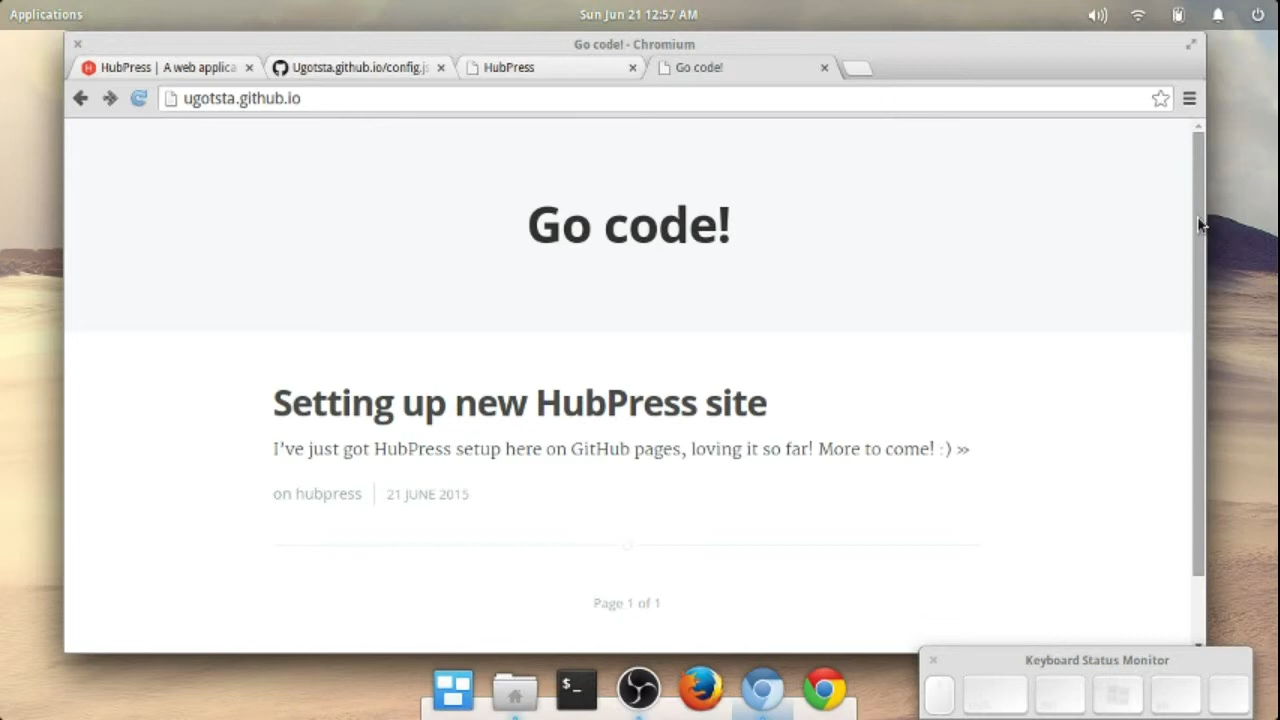 Applications
Sun Jun 21 12:57 AM
Go code! - Chromium
HubPress | A web applica
Ugotsta.github.io/config.js
HubPress
Go code!
ugotsta.github.io
Go code!
Setting up new HubPress site
I've just got HubPress setup here on GitHub pages, loving it so far! More to come! :) »
on hubpress
21 JUNE 2015
Page 1 of 1
Keyboard Status Monitor
$_